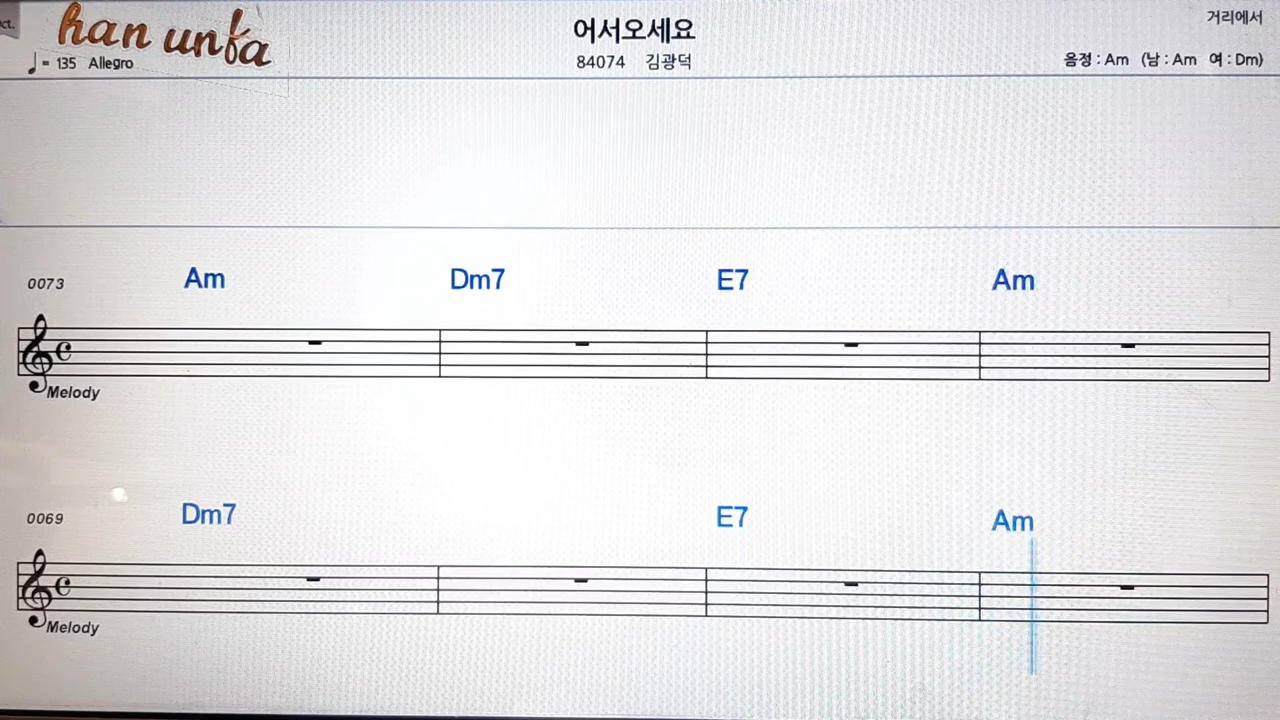 han unfa
어서오세요
거리에서
♩ = 135 Allegro
84074 김광덕
음정 : Am (남 : Am 여 : Dm)
0073 Am Dm7 E7 Am
Melody
0069 Dm7 E7 Am
Melody